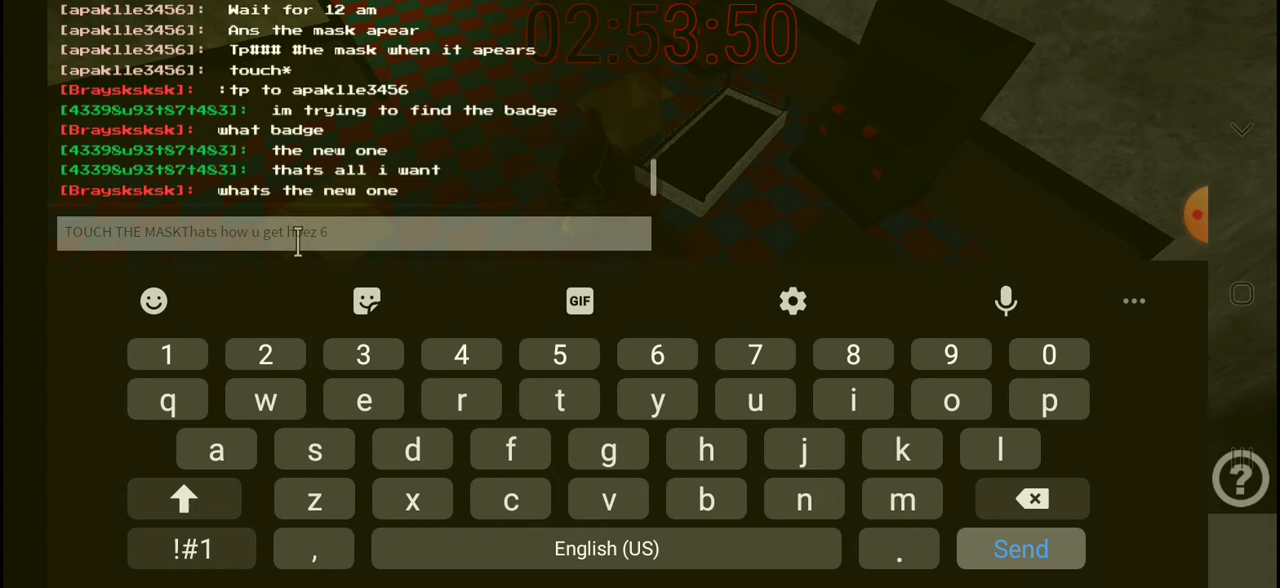 [apaklle3456]: Wait for 12 am
[apaklle3456]: Ans the mask apear
[apaklle3456]: Tp### #he mask when it apears
[apaklle3456]: touch*
[Braysksksk]: :tp to apaklle3456
[43398u93t87t483]: im trying to find the badge
[Braysksksk]: what badge
[43398u93t87t483]: the new one
[43398u93t87t483]: thats all i want
[Braysksksk]: whats the new one
02:53:50
TOUCH THE MASKThats how u get 6
GIF
1 2 3 4 5 6 7 8 9 0
q w e r t y u i o p
a s d f g h j k l
z x c v b n m
!#1 , English (US) . Send
?